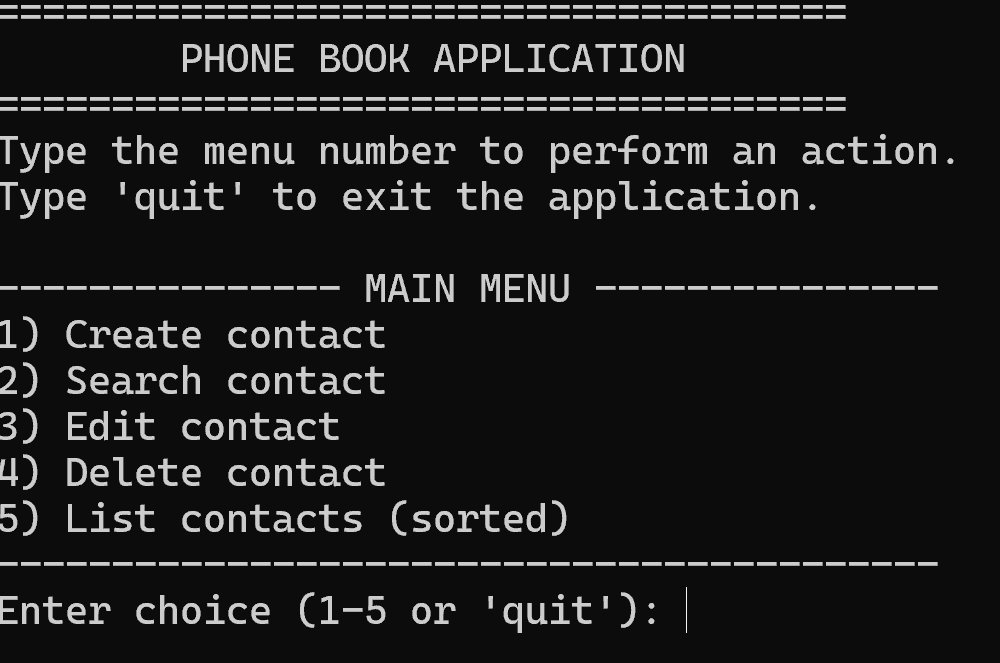 =====================================
PHONE BOOK APPLICATION
=====================================
Type the menu number to perform an action.
Type 'quit' to exit the application.
--------------- MAIN MENU ---------------
1) Create contact
2) Search contact
3) Edit contact
4) Delete contact
5) List contacts (sorted)
-----------------------------------------
Enter choice (1-5 or 'quit'):